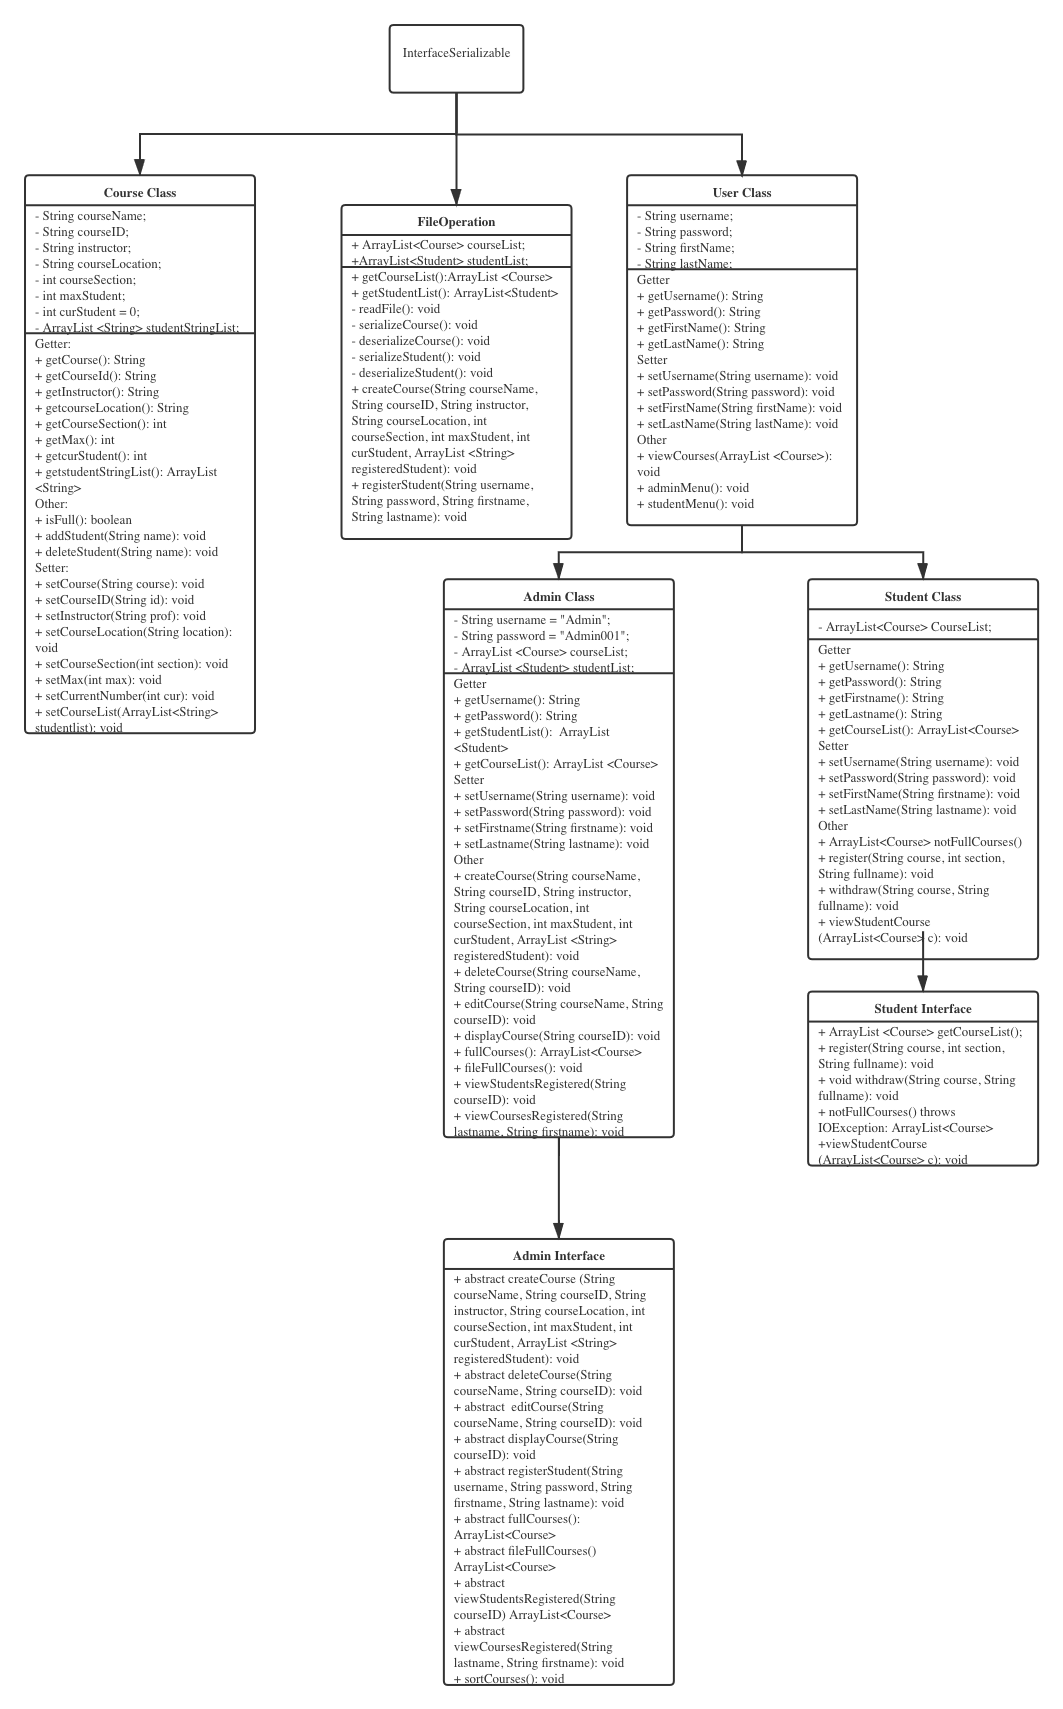 InterfaceSerializable
Course Class
- String courseName;
- String courseID;
- String instructor;
- String courseLocation;
- int courseSection;
- int maxStudent;
- int curStudent = 0;
- ArrayList <String> studentStringList;
Getter:
+ getCourse(): String
+ getCourseId(): String
+ getInstructor(): String
+ getcourseLocation(): String
+ getCourseSection(): int
+ getMax(): int
+ getcurStudent(): int
+ getstudentStringList(): ArrayList
<String>
Other:
+ isFull(): boolean
+ addStudent(String name): void
+ deleteStudent(String name): void
Setter:
+ setCourse(String course): void
+ setCourseID(String id): void
+ setInstructor(String prof): void
+ setCourseLocation(String location):
void
+ setCourseSection(int section): void
+ setMax(int max): void
+ setCurrentNumber(int cur): void
+ setCourseList(ArrayList<String>
studentlist): void
FileOperation
+ ArrayList<Course> courseList;
+ArrayList<Student> studentList;
+ getCourseList():ArrayList <Course>
+ getStudentList(): ArrayList<Student>
- readFile(): void
- serializeCourse(): void
- deserializeCourse(): void
- serializeStudent(): void
- deserializeStudent(): void
+ createCourse(String courseName,
String courseID, String instructor,
String courseLocation, int
courseSection, int maxStudent, int
curStudent, ArrayList <String>
registeredStudent): void
+ registerStudent(String username,
String password, String firstname,
String lastname): void
User Class
- String username;
- String password;
- String firstName;
- String lastName;
Getter
+ getUsername(): String
+ getPassword(): String
+ getFirstName(): String
+ getLastName(): String
Setter
+ setUsername(String username): void
+ setPassword(String password): void
+ setFirstName(String firstName): void
+ setLastName(String lastName): void
Other
+ viewCourses(ArrayList <Course>):
void
+ adminMenu(): void
+ studentMenu(): void
Admin Class
- String username = "Admin";
- String password = "Admin001";
- ArrayList <Course> courseList;
- ArrayList <Student> studentList;
Getter
+ getUsername(): String
+ getPassword(): String
+ getStudentList():  ArrayList
<Student>
+ getCourseList(): ArrayList <Course>
Setter
+ setUsername(String username): void
+ setPassword(String password): void
+ setFirstname(String firstname): void
+ setLastname(String lastname): void
Other
+ createCourse(String courseName,
String courseID, String instructor,
String courseLocation, int
courseSection, int maxStudent, int
curStudent, ArrayList <String>
registeredStudent): void
+ deleteCourse(String courseName,
String courseID): void
+ editCourse(String courseName, String
courseID): void
+ displayCourse(String courseID): void
+ fullCourses(): ArrayList<Course>
+ fileFullCourses(): void
+ viewStudentsRegistered(String
courseID): void
+ viewCoursesRegistered(String
lastname, String firstname): void
Student Class
- ArrayList<Course> CourseList;
Getter
+ getUsername(): String
+ getPassword(): String
+ getFirstname(): String
+ getLastname(): String
+ getCourseList(): ArrayList<Course>
Setter
+ setUsername(String username): void
+ setPassword(String password): void
+ setFirstName(String firstname): void
+ setLastName(String lastname): void
Other
+ ArrayList<Course> notFullCourses()
+ register(String course, int section,
String fullname): void
+ withdraw(String course, String
fullname): void
+ viewStudentCourse
(ArrayList<Course> c): void
Student Interface
+ ArrayList <Course> getCourseList();
+ register(String course, int section,
String fullname): void
+ void withdraw(String course, String
fullname): void
+ notFullCourses() throws
IOException: ArrayList<Course>
+viewStudentCourse
(ArrayList<Course> c): void
Admin Interface
+ abstract createCourse (String
courseName, String courseID, String
instructor, String courseLocation, int
courseSection, int maxStudent, int
curStudent, ArrayList <String>
registeredStudent): void
+ abstract deleteCourse(String
courseName, String courseID): void
+ abstract  editCourse(String
courseName, String courseID): void
+ abstract displayCourse(String
courseID): void
+ abstract registerStudent(String
username, String password, String
firstname, String lastname): void
+ abstract fullCourses():
ArrayList<Course>
+ abstract fileFullCourses()
ArrayList<Course>
+ abstract
viewStudentsRegistered(String
courseID) ArrayList<Course>
+ abstract
viewCoursesRegistered(String
lastname, String firstname): void
+ sortCourses(): void